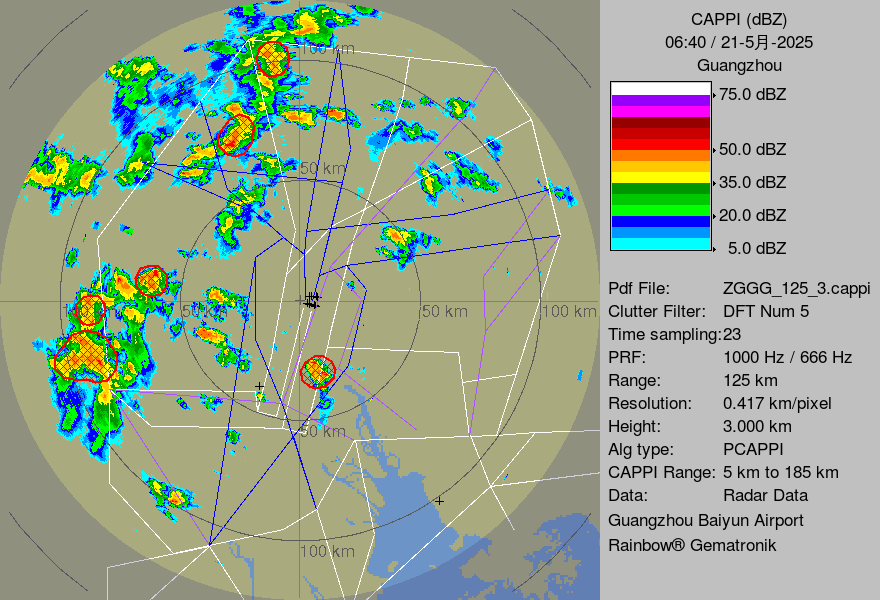 CAPPI (dBZ)
06:40 / 21-5月-2025
Guangzhou
75.0 dBZ
50.0 dBZ
35.0 dBZ
20.0 dBZ
5.0 dBZ
Pdf File: ZGGG_125_3.cappi
Clutter Filter: DFT Num 5
Time sampling:23
PRF: 1000 Hz / 666 Hz
Range: 125 km
Resolution: 0.417 km/pixel
Height: 3.000 km
Alg type: PCAPPI
CAPPI Range: 5 km to 185 km
Data: Radar Data
Guangzhou Baiyun Airport
Rainbow® Gematronik
100 km
50 km
50 km
50 km
100 km
50 km
100 km